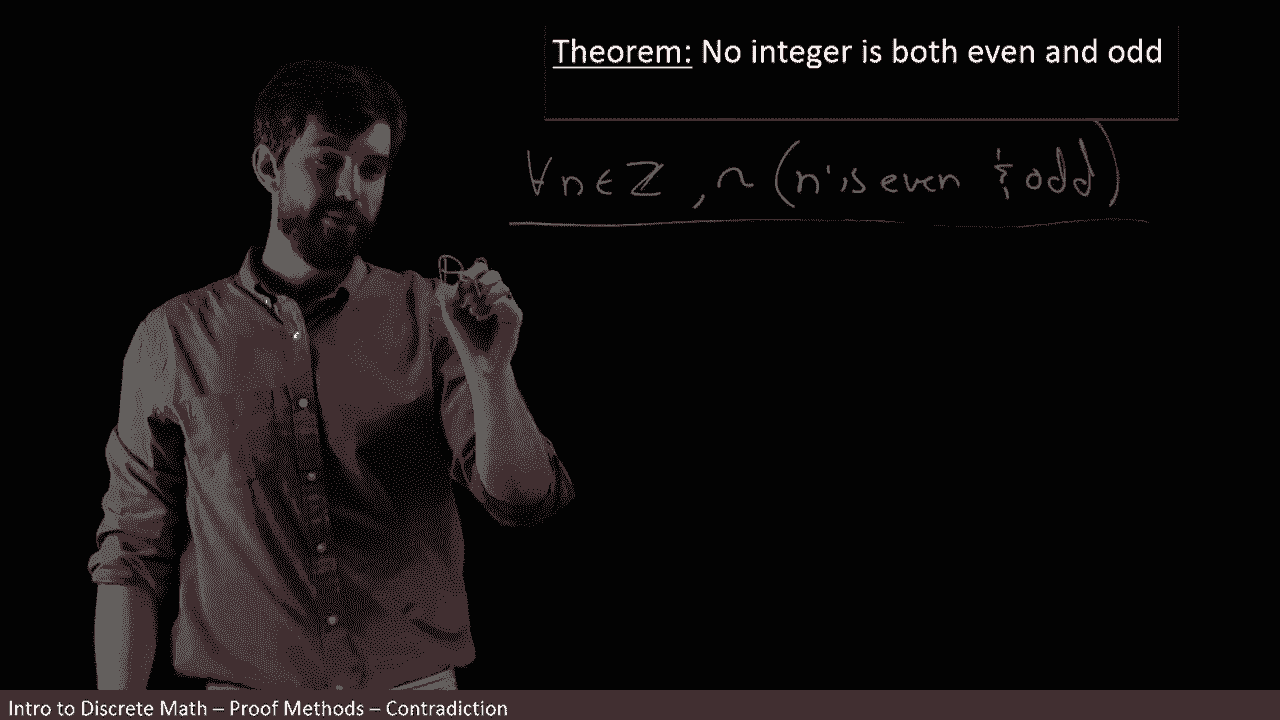 Theorem: No integer is both even and odd
∀n∈ℤ, ~(n is even & odd)
Intro to Discrete Math – Proof Methods – Contradiction